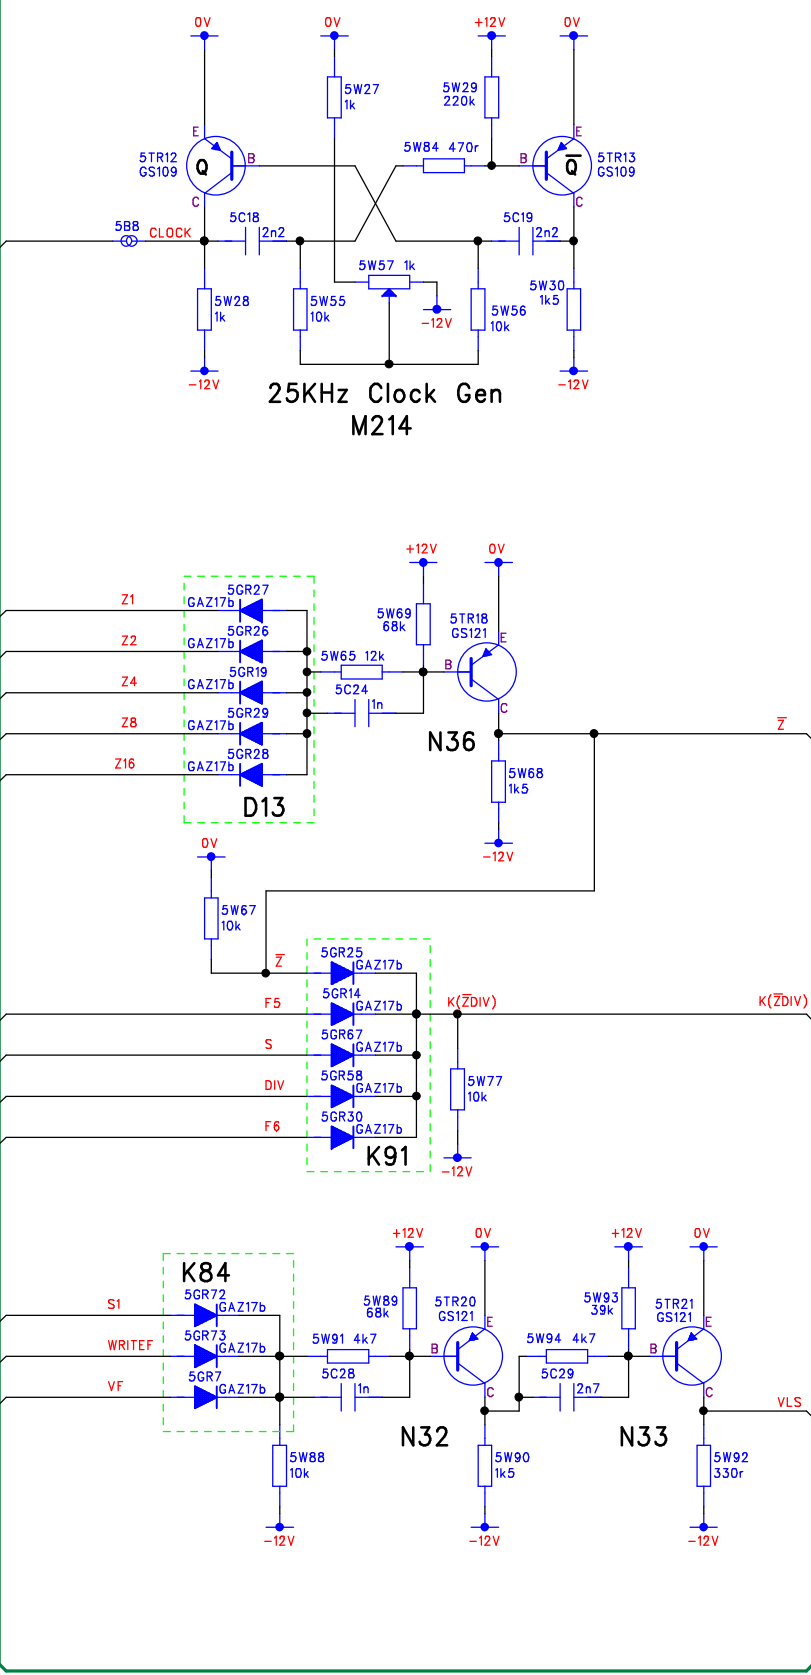 0V 0V +12V 0V
5W27
1k
5W29
220k
E E
5TR12
GS109
Q
B
5W84 470r
B
Q̅
5TR13
GS109
C C
5B8
CLOCK
5C18
2n2
5C19
2n2
5W57 1k
5W28
1k
5W55
10k
-12V
5W56
10k
5W30
1k5
-12V -12V
25KHz Clock Gen
M214
+12V 0V
Z1
5GR27
GAZ17b
5W69
68k
5TR18
GS121
E
Z2
5GR26
GAZ17b
5W65 12k
B
Z4
5GR19
GAZ17b
5C24
1n
C
Z8
5GR29
GAZ17b
N36
Z̅
Z16
5GR28
GAZ17b
5W68
1k5
D13
0V
-12V
5W67
10k
Z̅
5GR25
GAZ17b
F5
5GR14
GAZ17b
K(Z̅DIV)
K(Z̅DIV)
S
5GR67
GAZ17b
DIV
5GR58
GAZ17b
5W77
10k
F6
5GR30
GAZ17b
K91
-12V
+12V 0V +12V 0V
K84
S1
5GR72
GAZ17b
5W89
68k
5TR20
GS121
E
5W93
39k
5TR21
GS121
E
WRITEF
5GR73
GAZ17b
5W91 4k7
B
5W94 4k7
B
VF
5GR7
GAZ17b
5C28
1n
C
5C29
2n7
C
VLS
N32
N33
5W88
10k
5W90
1k5
5W92
330r
-12V -12V -12V